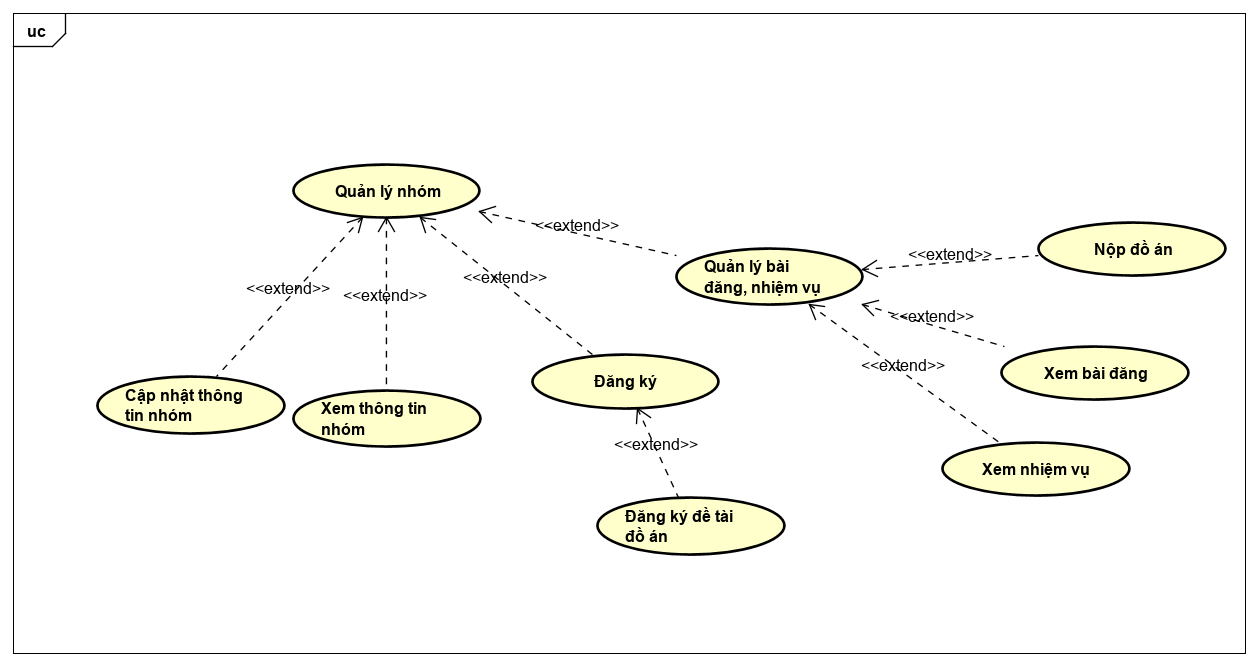 uc
Quản lý nhóm
<<extend>>
Quản lý bài
đăng, nhiệm vụ
<<extend>>
Nộp đồ án
<<extend>>
<<extend>>
<<extend>>
<<extend>>
Xem bài đăng
<<extend>>
Xem nhiệm vụ
Cập nhật thông
tin nhóm
Xem thông tin
nhóm
Đăng ký
<<extend>>
Đăng ký đề tài
đồ án